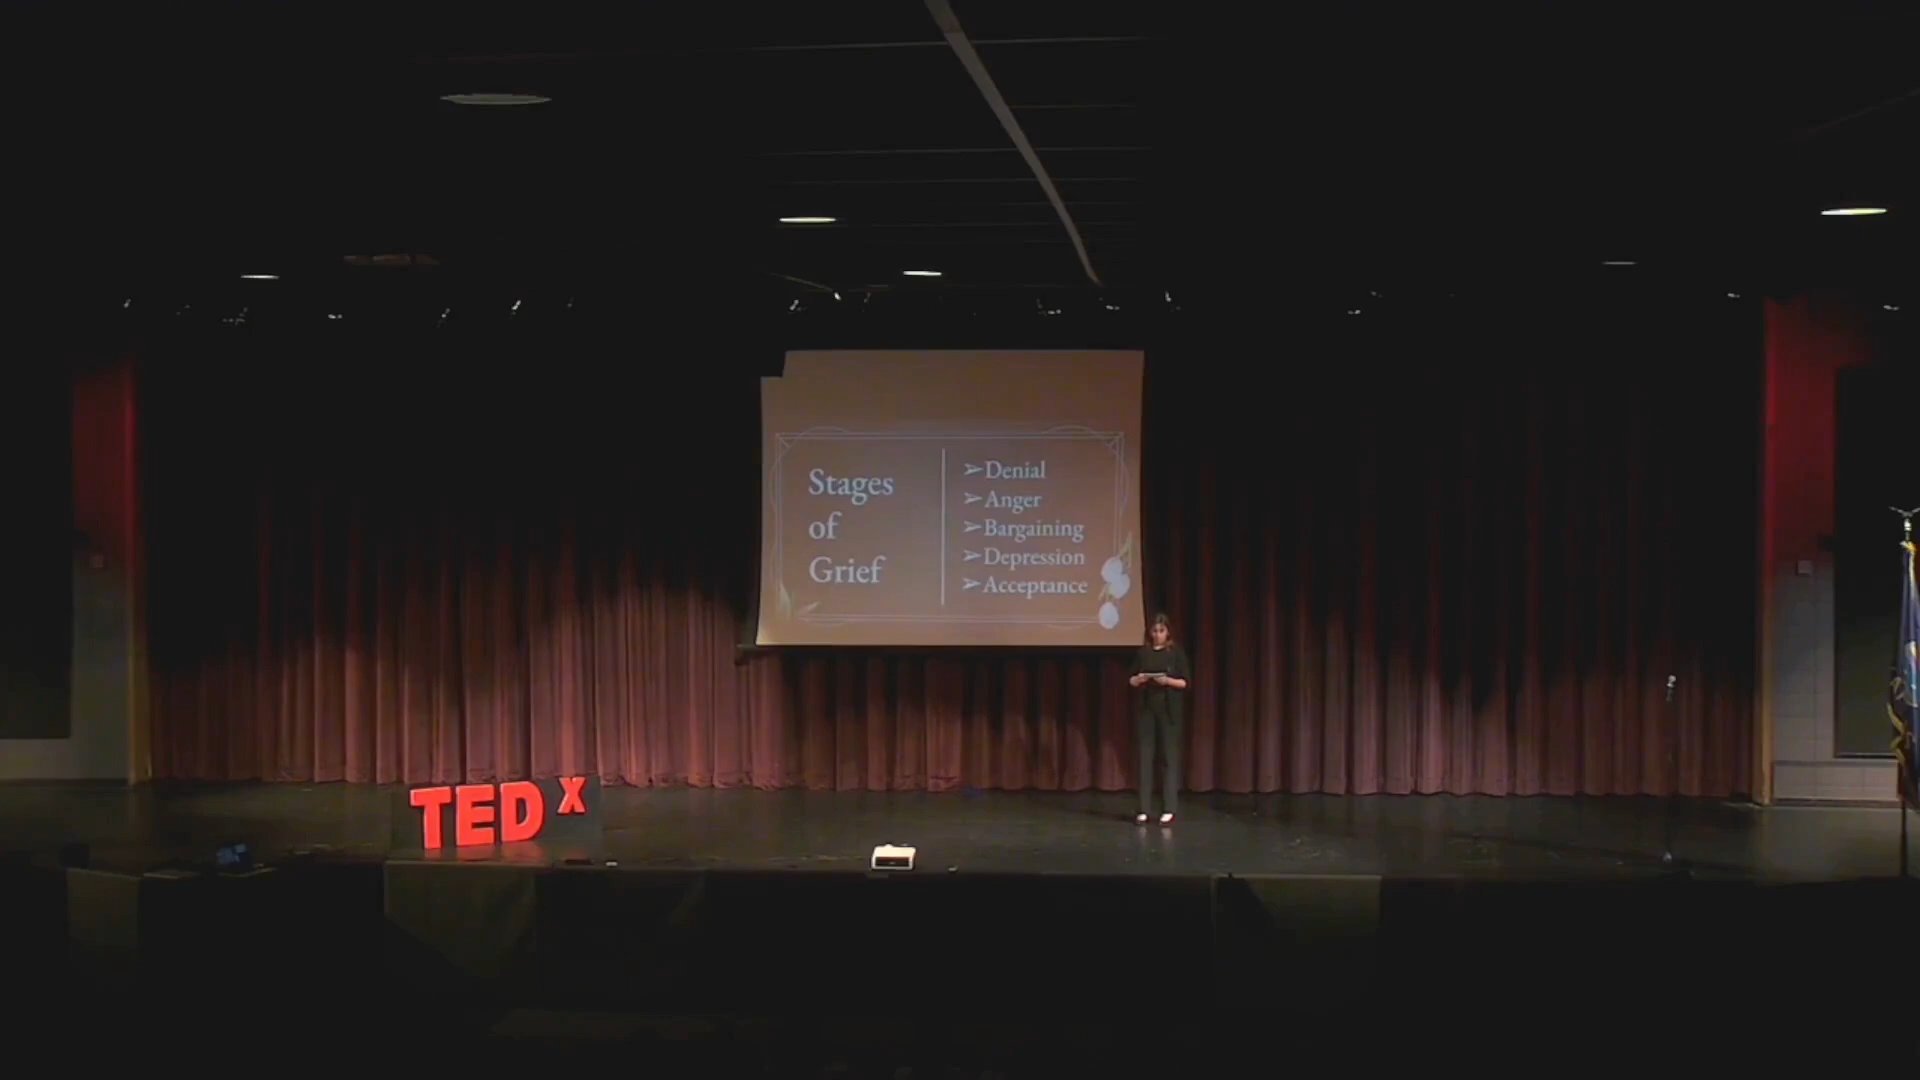 Stages
of
Grief
➢Denial
➢Anger
➢Bargaining
➢Depression
➢Acceptance
TEDx